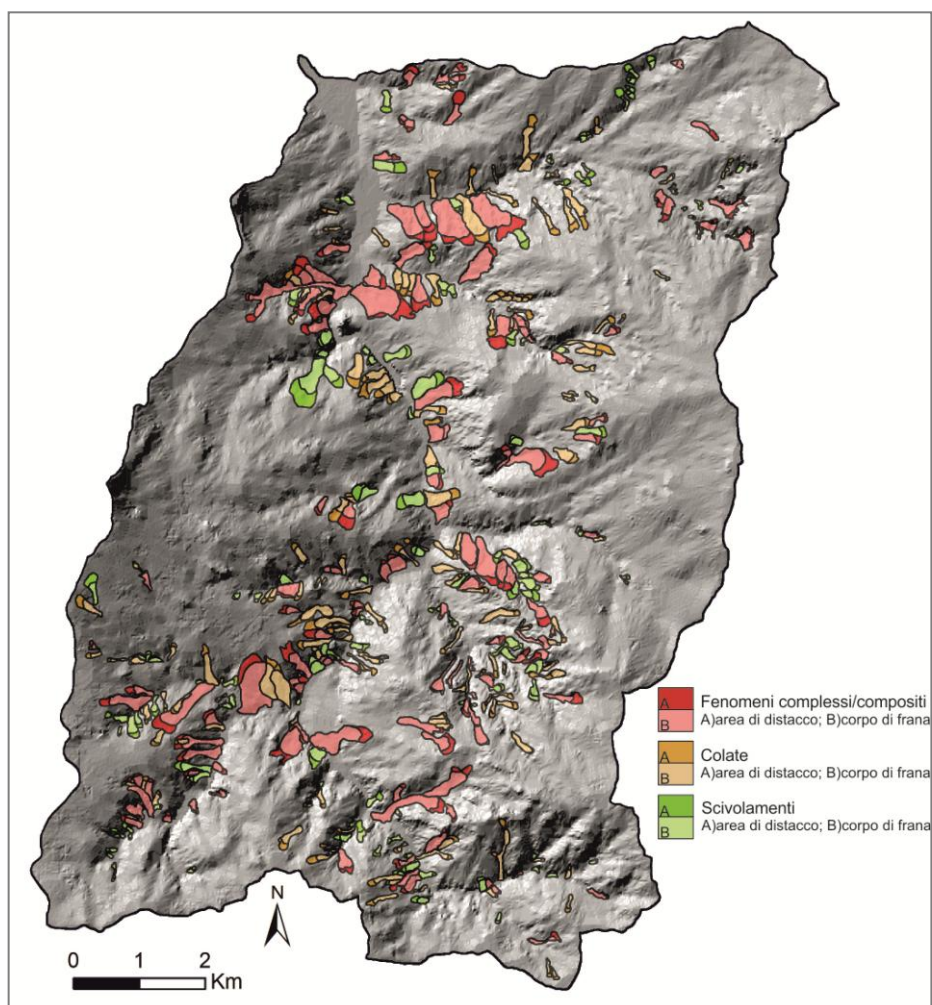 A Fenomeni complessi/compositi
B A)area di distacco; B)corpo di frana
A Colate
B A)area di distacco; B)corpo di frana
A Scivolamenti
B A)area di distacco; B)corpo di frana
N
0 1 2
Km